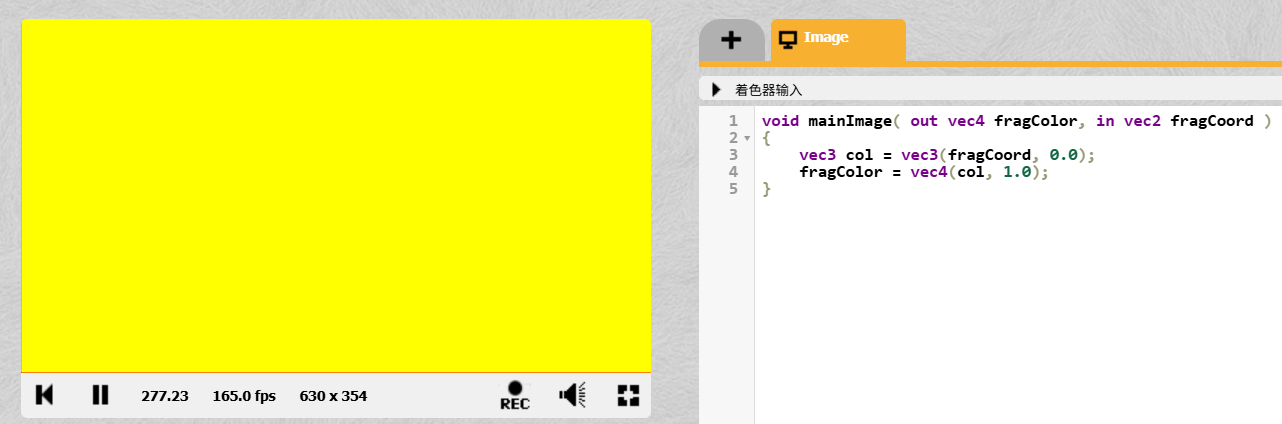 Image
着色器输入
1 void mainImage( out vec4 fragColor, in vec2 fragCoord )
2 {
3 vec3 col = vec3(fragCoord, 0.0);
4 fragColor = vec4(col, 1.0);
5 }
277.23 165.0 fps 630 x 354 REC